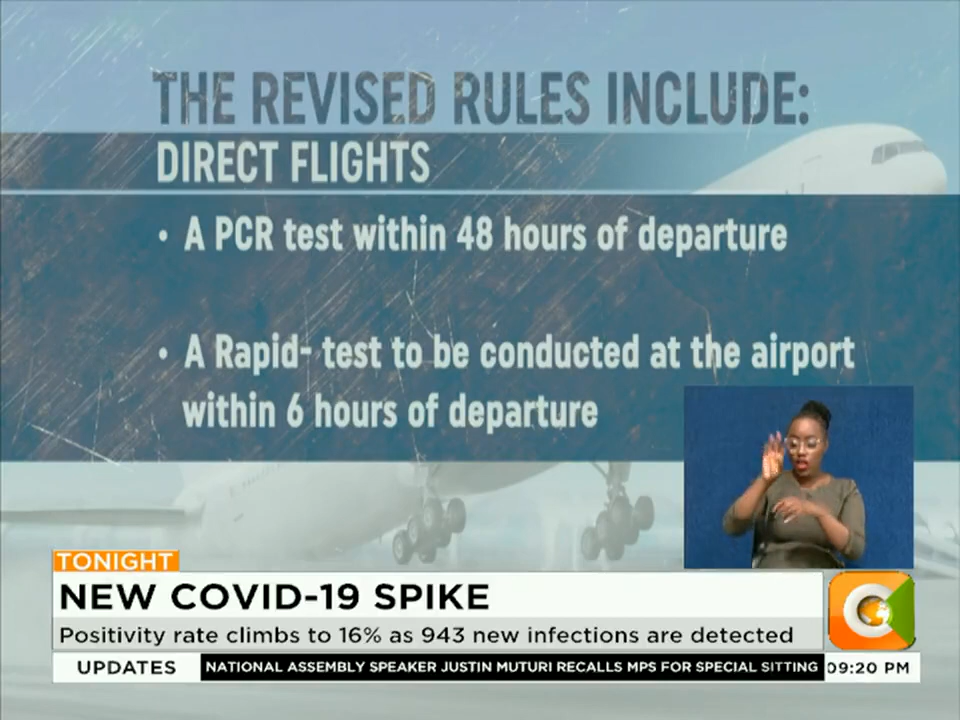 THE REVISED RULES INCLUDE:
DIRECT FLIGHTS
• A PCR test within 48 hours of departure
• A Rapid- test to be conducted at the airport
within 6 hours of departure
TONIGHT
NEW COVID-19 SPIKE
Positivity rate climbs to 16% as 943 new infections are detected
UPDATES NATIONAL ASSEMBLY SPEAKER JUSTIN MUTURI RECALLS MPS FOR SPECIAL SITTING 09:20 PM